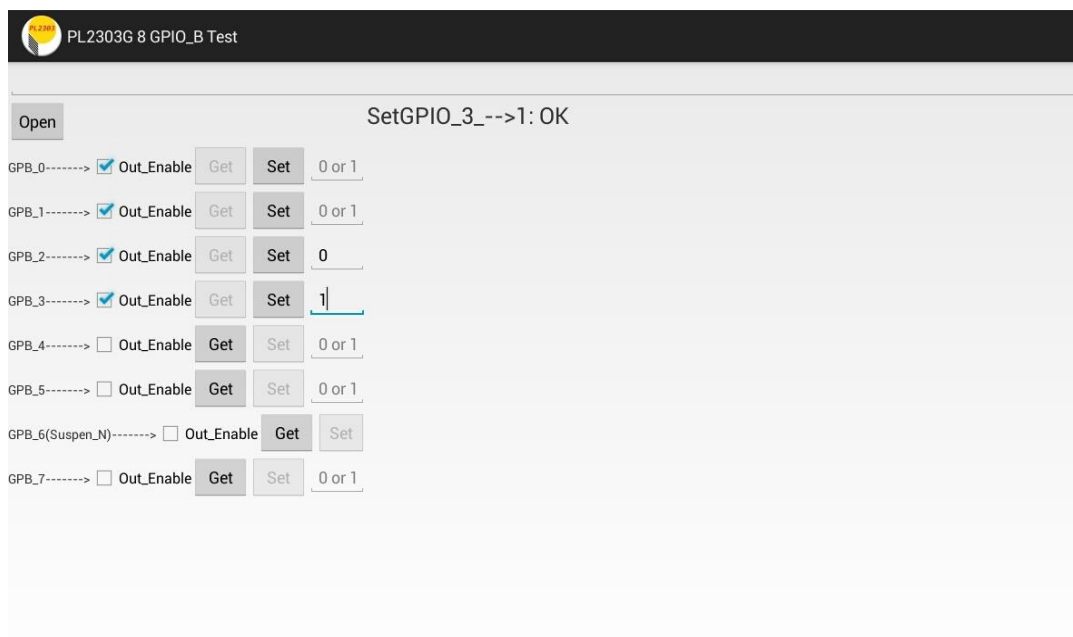 PL2303 PL2303G 8 GPIO_B Test
Open SetGPIO_3_-->1: OK
GPB_0-------> Out_Enable Get Set 0 or 1
GPB_1-------> Out_Enable Get Set 0 or 1
GPB_2-------> Out_Enable Get Set 0
GPB_3-------> Out_Enable Get Set 1
GPB_4-------> Out_Enable Get Set 0 or 1
GPB_5-------> Out_Enable Get Set 0 or 1
GPB_6(Suspen_N)-------> Out_Enable Get Set
GPB_7-------> Out_Enable Get Set 0 or 1